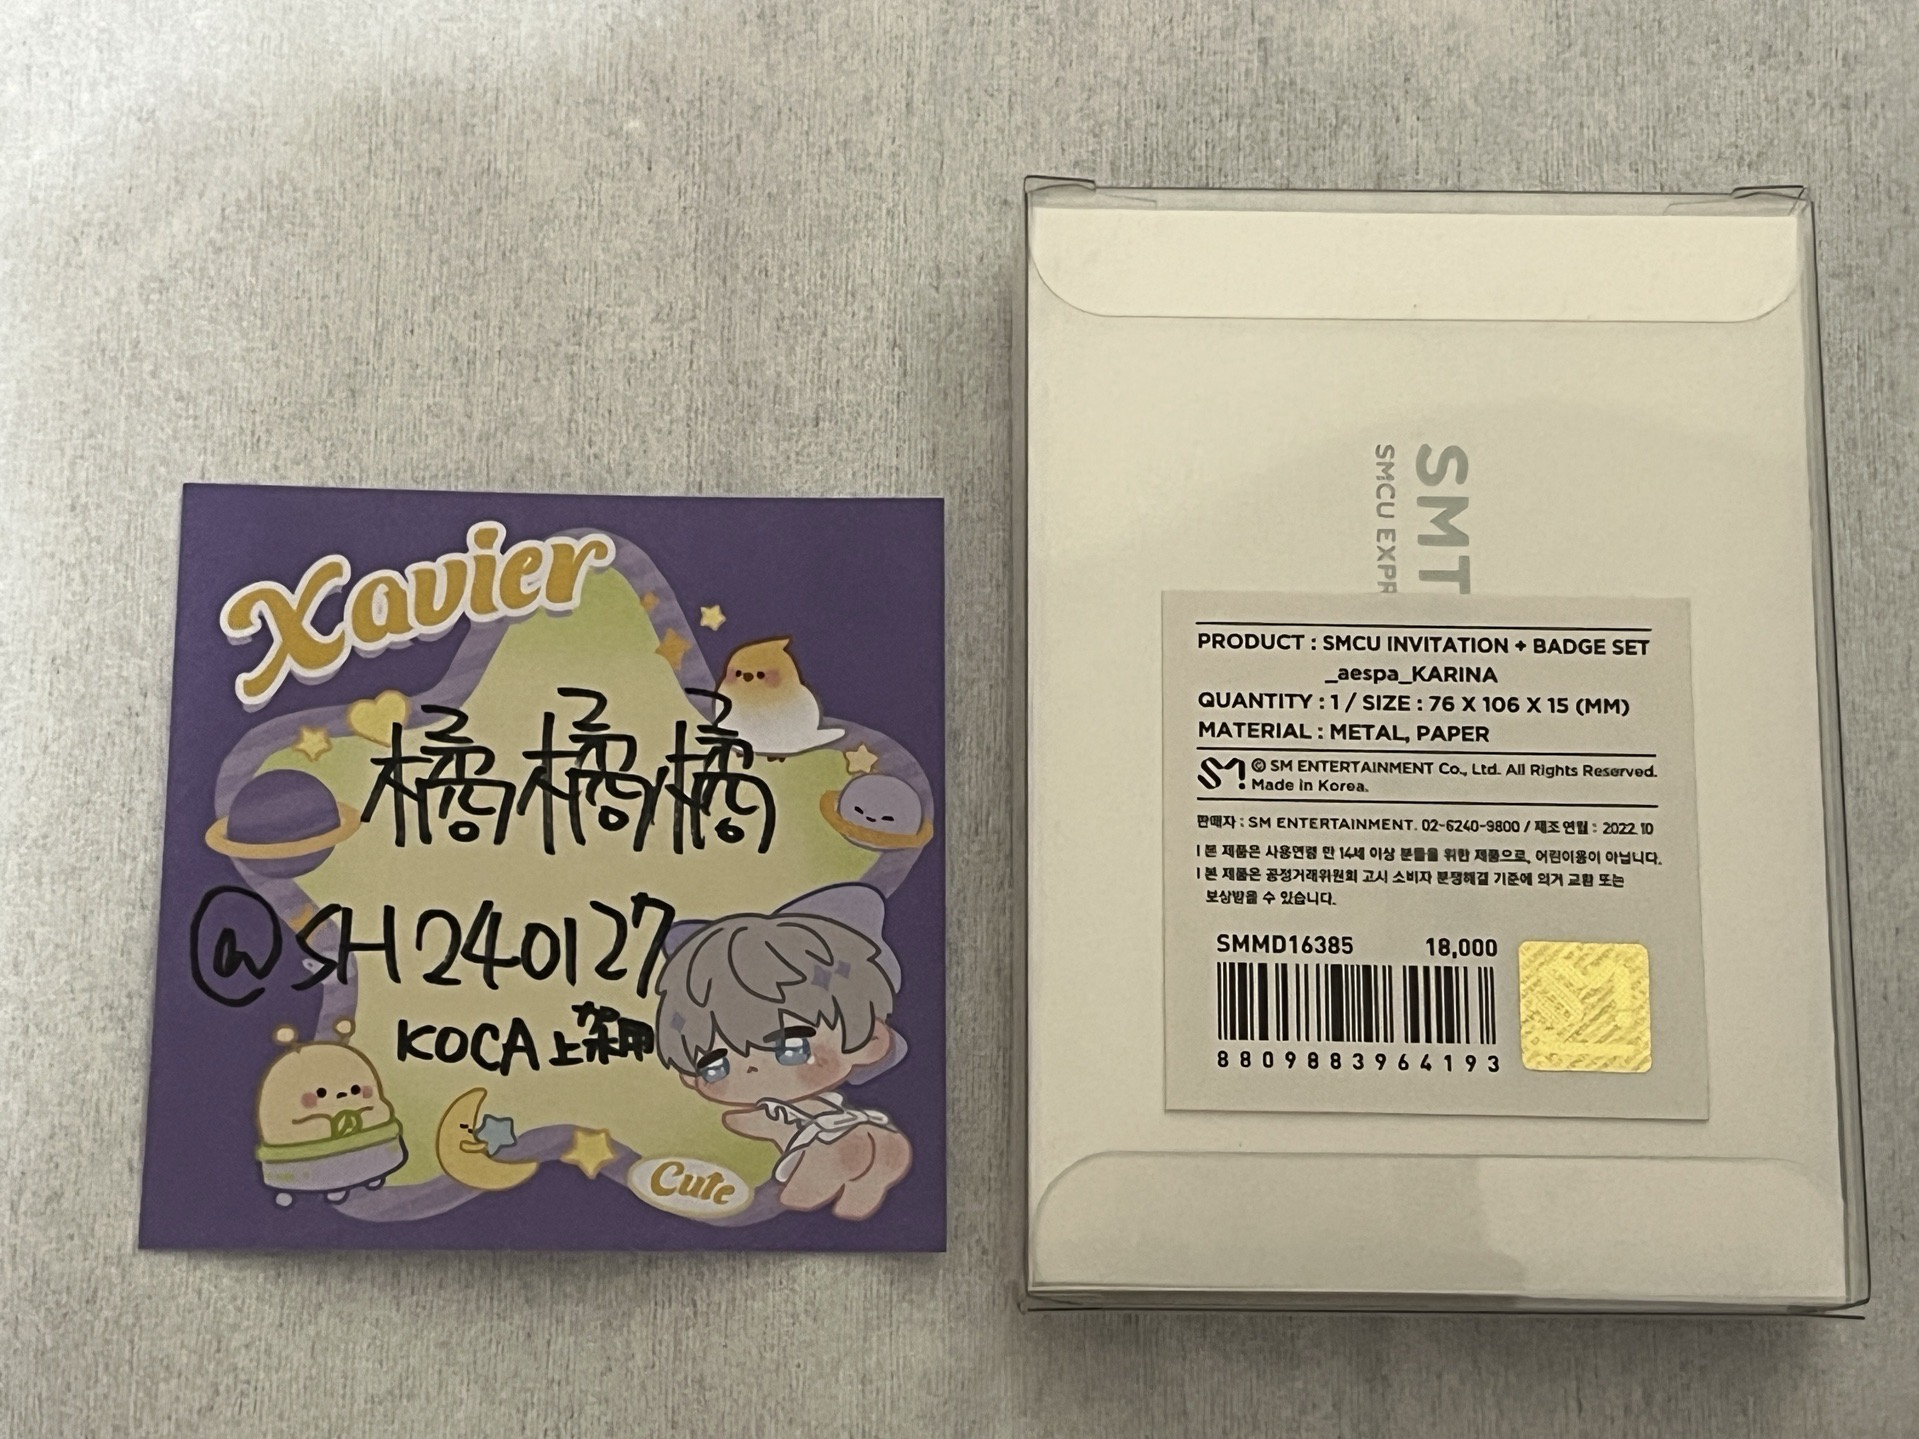 Xavier
橘橘橘
@SH240127
KOCA上架用
Cute
SMT
SMCU EXPR
PRODUCT : SMCU INVITATION + BADGE SET
_aespa_KARINA
QUANTITY : 1 / SIZE : 76 X 106 X 15 (MM)
MATERIAL : METAL, PAPER
SM
© SM ENTERTAINMENT Co., Ltd. All Rights Reserved.
Made in Korea.
판매자 : SM ENTERTAINMENT. 02-6240-9800 / 제조 연월 : 2022.10
l 본 제품은 사용연령 만 14세 이상 분들을 위한 제품으로, 어린이용이 아닙니다.
l 본 제품은 공정거래위원회 고시 소비자 분쟁해결 기준에 의거 교환 또는
보상받을 수 있습니다.
SMMD16385 18,000
8809883964193